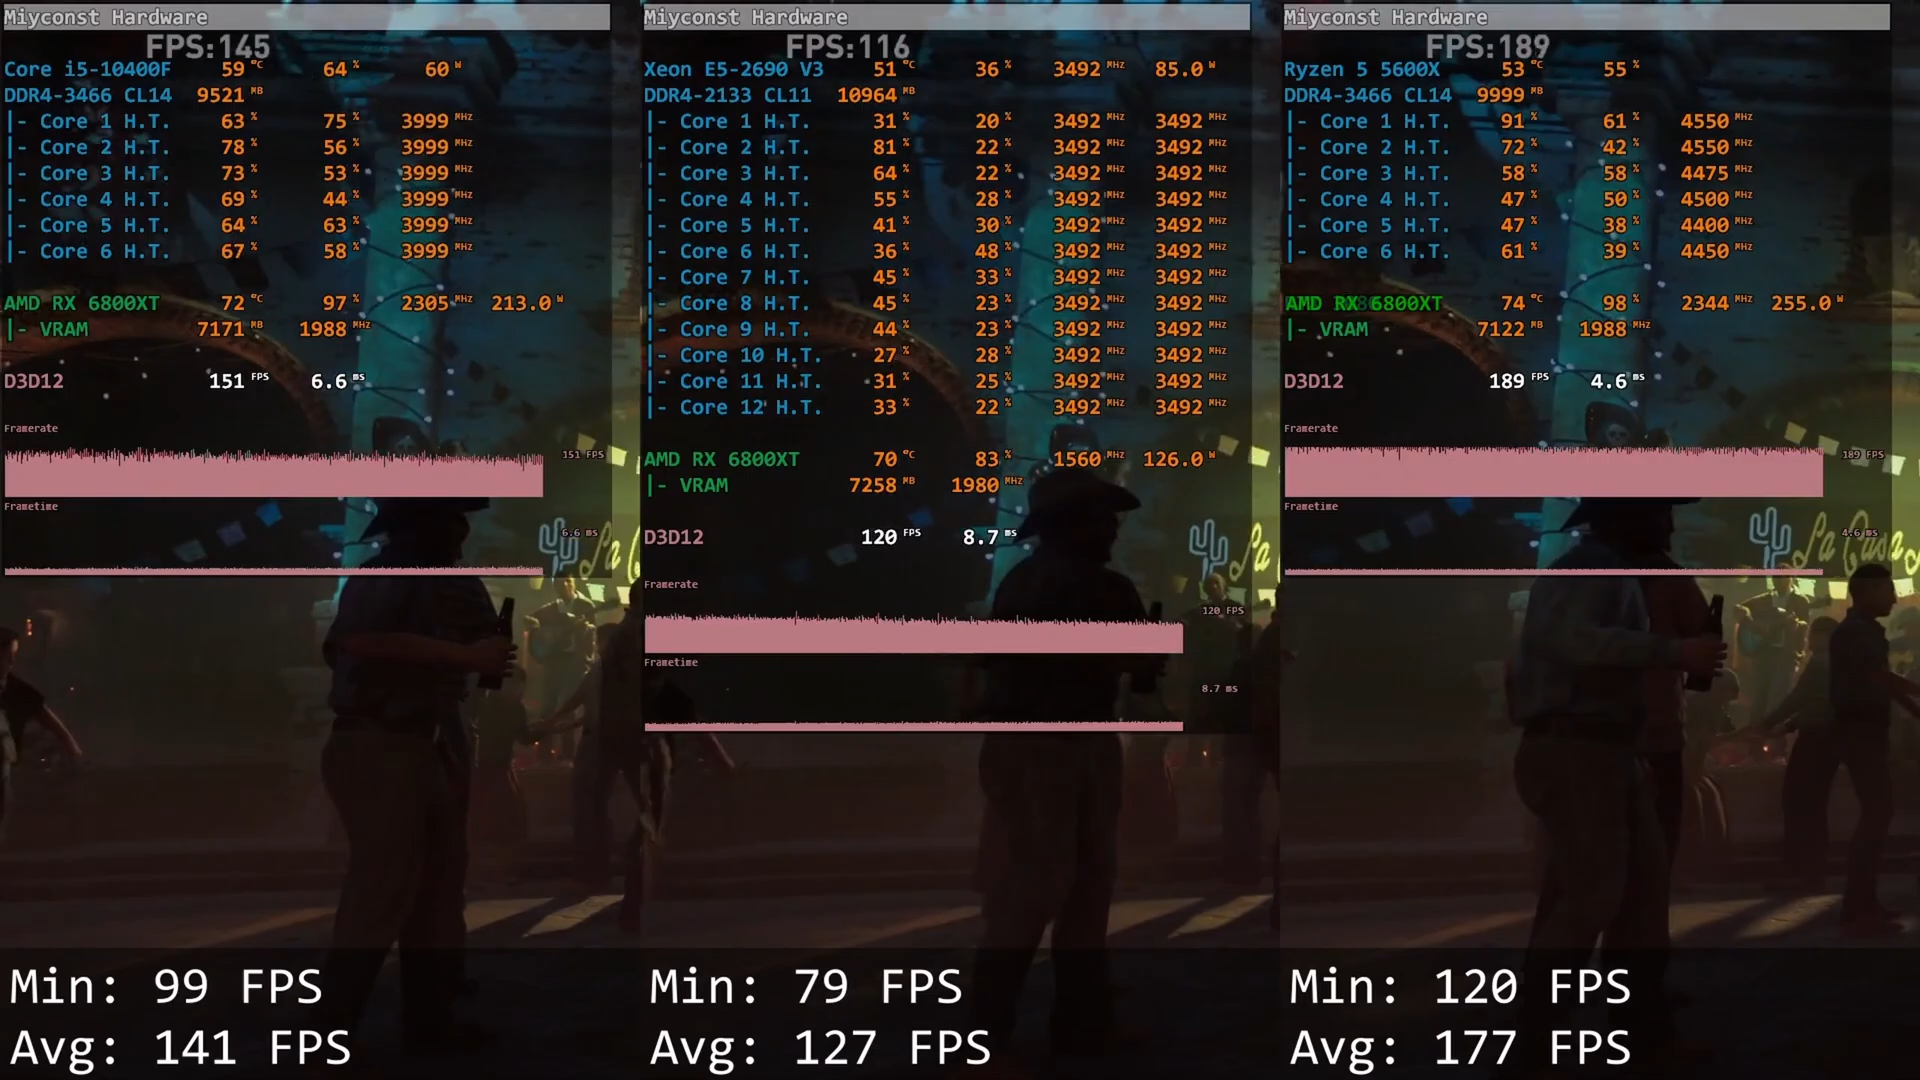 Miyconst Hardware
FPS:145
Core i5-10400F 59 °C 64 % 60 W
DDR4-3466 CL14 9521 MB
|- Core 1 H.T. 63 % 75 % 3999 MHz
|- Core 2 H.T. 78 % 56 % 3999 MHz
|- Core 3 H.T. 73 % 53 % 3999 MHz
|- Core 4 H.T. 69 % 44 % 3999 MHz
|- Core 5 H.T. 64 % 63 % 3999 MHz
|- Core 6 H.T. 67 % 58 % 3999 MHz
AMD RX 6800XT 72 °C 97 % 2305 MHz 213.0 W
|- VRAM 7171 MB 1988 MHz
D3D12 151 FPS 6.6 ms
Framerate
151 FPS
Frametime
6.6 ms
La
Min: 99 FPS
Avg: 141 FPS
Miyconst Hardware
FPS:116
Xeon E5-2690 V3 51 °C 36 % 3492 MHz 85.0 W
DDR4-2133 CL11 10964 MB
|- Core 1 H.T. 31 % 20 % 3492 MHz 3492 MHz
|- Core 2 H.T. 81 % 22 % 3492 MHz 3492 MHz
|- Core 3 H.T. 64 % 22 % 3492 MHz 3492 MHz
|- Core 4 H.T. 55 % 28 % 3492 MHz 3492 MHz
|- Core 5 H.T. 41 % 30 % 3492 MHz 3492 MHz
|- Core 6 H.T. 36 % 48 % 3492 MHz 3492 MHz
|- Core 7 H.T. 45 % 33 % 3492 MHz 3492 MHz
|- Core 8 H.T. 45 % 23 % 3492 MHz 3492 MHz
|- Core 9 H.T. 44 % 23 % 3492 MHz 3492 MHz
|- Core 10 H.T. 27 % 28 % 3492 MHz 3492 MHz
|- Core 11 H.T. 31 % 25 % 3492 MHz 3492 MHz
|- Core 12 H.T. 33 % 22 % 3492 MHz 3492 MHz
AMD RX 6800XT 70 °C 83 % 1560 MHz 126.0 W
|- VRAM 7258 MB 1980 MHz
D3D12 120 FPS 8.7 ms
Framerate
120 FPS
Frametime
8.7 ms
La
Min: 79 FPS
Avg: 127 FPS
Miyconst Hardware
FPS:189
Ryzen 5 5600X 53 °C 55 %
DDR4-3466 CL14 9999 MB
|- Core 1 H.T. 91 % 61 % 4550 MHz
|- Core 2 H.T. 72 % 42 % 4550 MHz
|- Core 3 H.T. 58 % 58 % 4475 MHz
|- Core 4 H.T. 47 % 50 % 4500 MHz
|- Core 5 H.T. 47 % 38 % 4400 MHz
|- Core 6 H.T. 61 % 39 % 4450 MHz
AMD RX 6800XT 74 °C 98 % 2344 MHz 255.0 W
|- VRAM 7122 MB 1988 MHz
D3D12 189 FPS 4.6 ms
Framerate
189 FPS
Frametime
4.6 ms
La Casa
Min: 120 FPS
Avg: 177 FPS